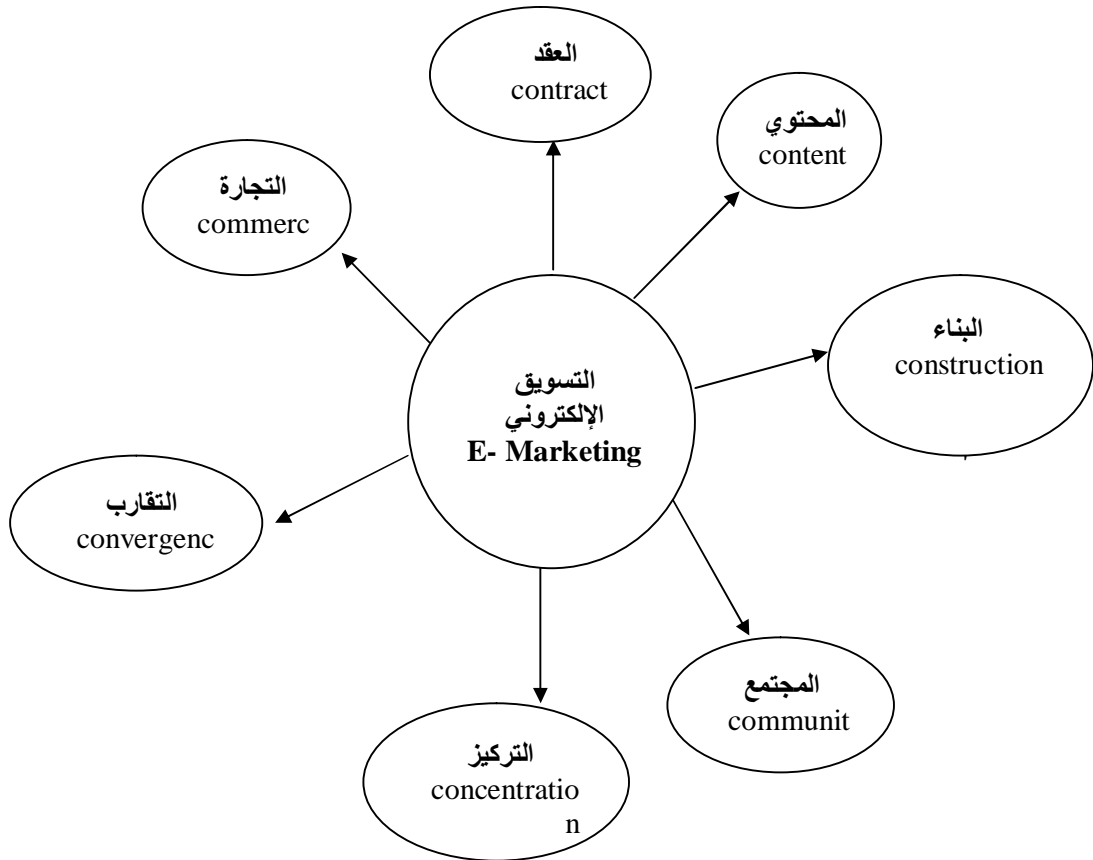 العقد
contract
المحتوي
content
التجارة
commerc
البناء
construction
التسويق
الإلكتروني
E- Marketing
التقارب
convergenc
المجتمع
communit
التركيز
concentratio
n